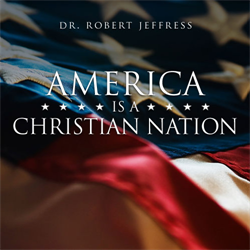 DR. ROBERT JEFFRESS
AMERICA
IS A
CHRISTIAN NATION